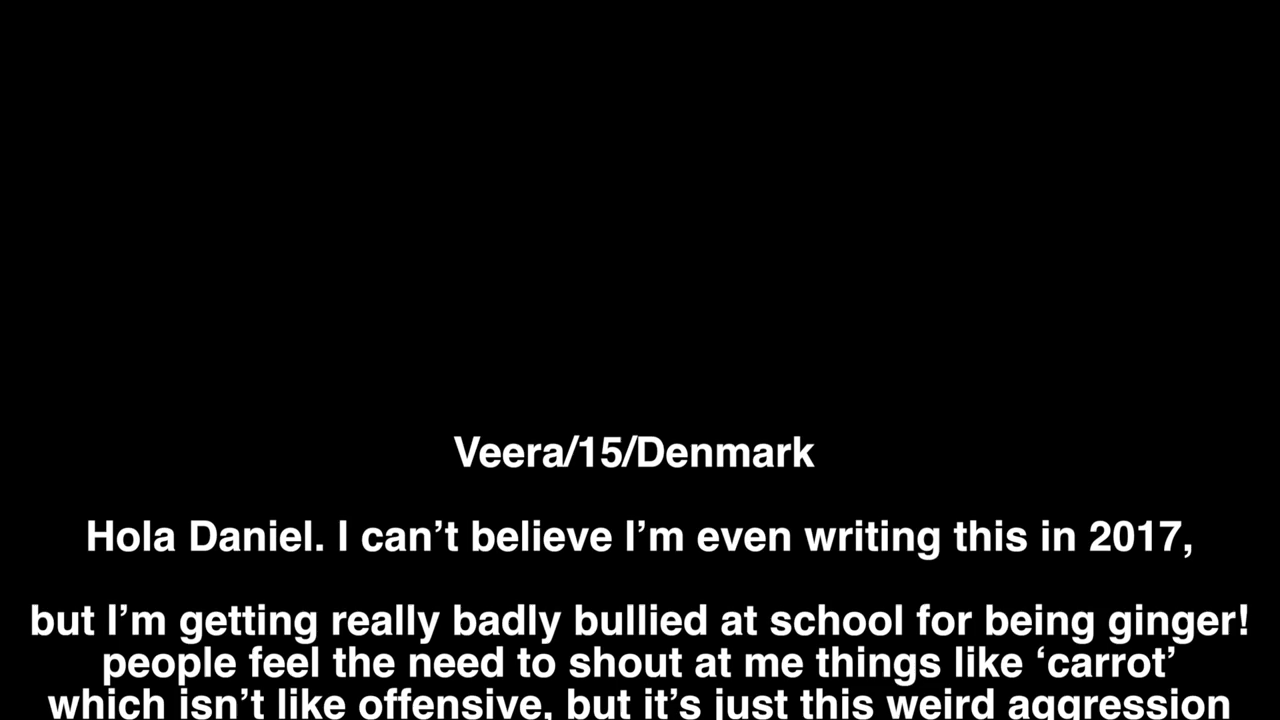 Veera/15/Denmark
Hola Daniel. I can’t believe I’m even writing this in 2017,
but I’m getting really badly bullied at school for being ginger!
people feel the need to shout at me things like ‘carrot’
which isn’t like offensive, but it’s just this weird aggression